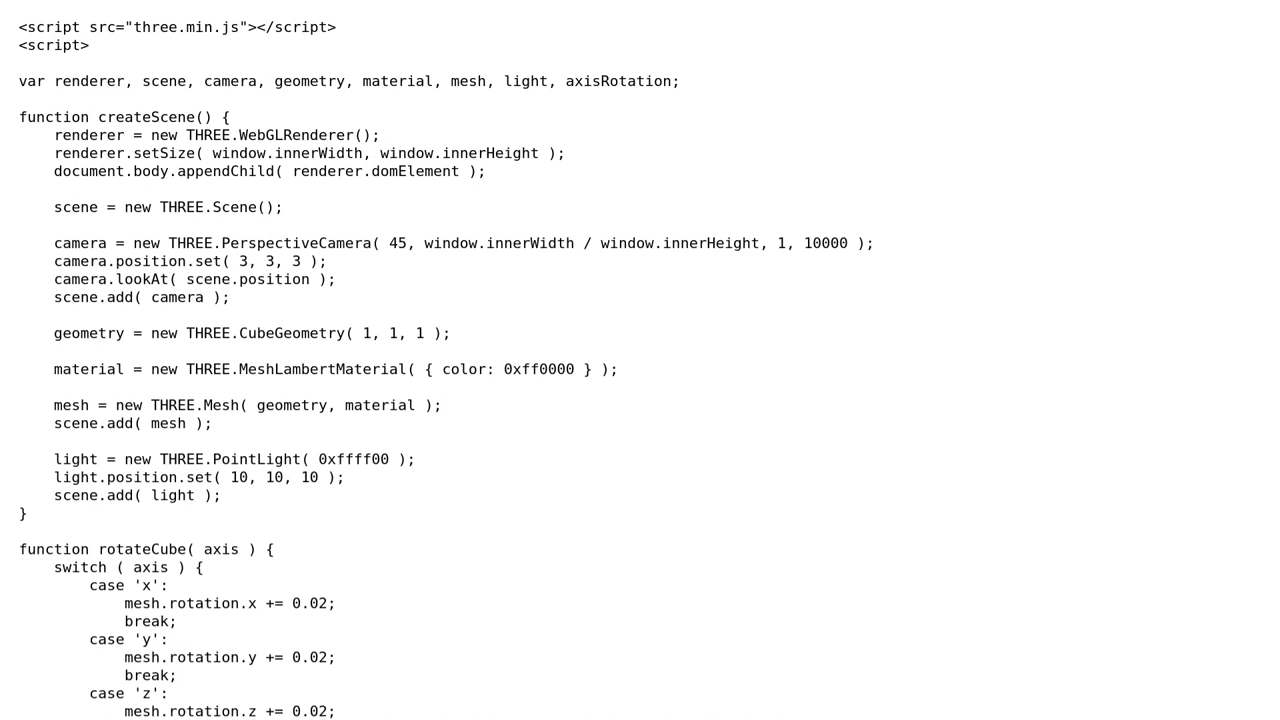 <script src="three.min.js"></script>
<script>

var renderer, scene, camera, geometry, material, mesh, light, axisRotation;

function createScene() {
    renderer = new THREE.WebGLRenderer();
    renderer.setSize( window.innerWidth, window.innerHeight );
    document.body.appendChild( renderer.domElement );

    scene = new THREE.Scene();

    camera = new THREE.PerspectiveCamera( 45, window.innerWidth / window.innerHeight, 1, 10000 );
    camera.position.set( 3, 3, 3 );
    camera.lookAt( scene.position );
    scene.add( camera );

    geometry = new THREE.CubeGeometry( 1, 1, 1 );

    material = new THREE.MeshLambertMaterial( { color: 0xff0000 } );

    mesh = new THREE.Mesh( geometry, material );
    scene.add( mesh );

    light = new THREE.PointLight( 0xffff00 );
    light.position.set( 10, 10, 10 );
    scene.add( light );
}

function rotateCube( axis ) {
    switch ( axis ) {
        case 'x':
            mesh.rotation.x += 0.02;
            break;
        case 'y':
            mesh.rotation.y += 0.02;
            break;
        case 'z':
            mesh.rotation.z += 0.02;